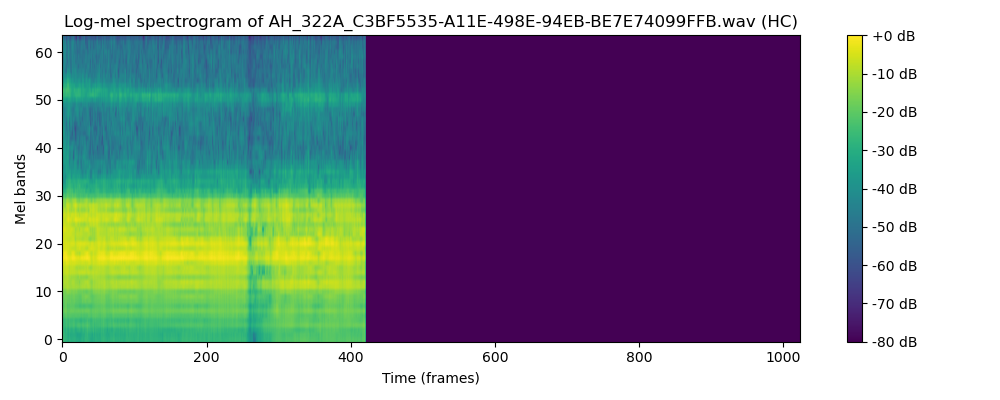 Log-mel spectrogram of AH_322A_C3BF5535-A11E-498E-94EB-BE7E74099FFB.wav (HC)
Mel bands
60
50
40
30
20
10
0
0 200 400 600 800 1000
Time (frames)
+0 dB
-10 dB
-20 dB
-30 dB
-40 dB
-50 dB
-60 dB
-70 dB
-80 dB